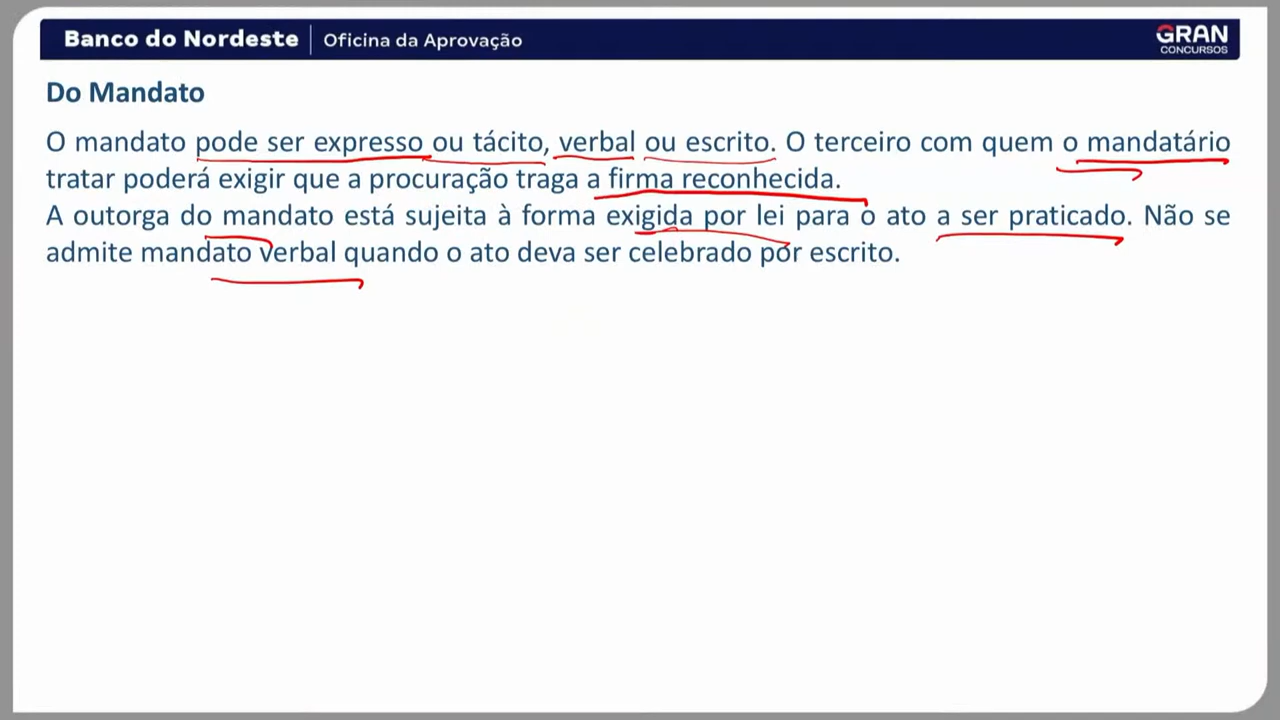 Banco do Nordeste | Oficina da Aprovação
GRAN
CONCURSOS
Do Mandato
O mandato pode ser expresso ou tácito, verbal ou escrito. O terceiro com quem o mandatário
tratar poderá exigir que a procuração traga a firma reconhecida.
A outorga do mandato está sujeita à forma exigida por lei para o ato a ser praticado. Não se
admite mandato verbal quando o ato deva ser celebrado por escrito.